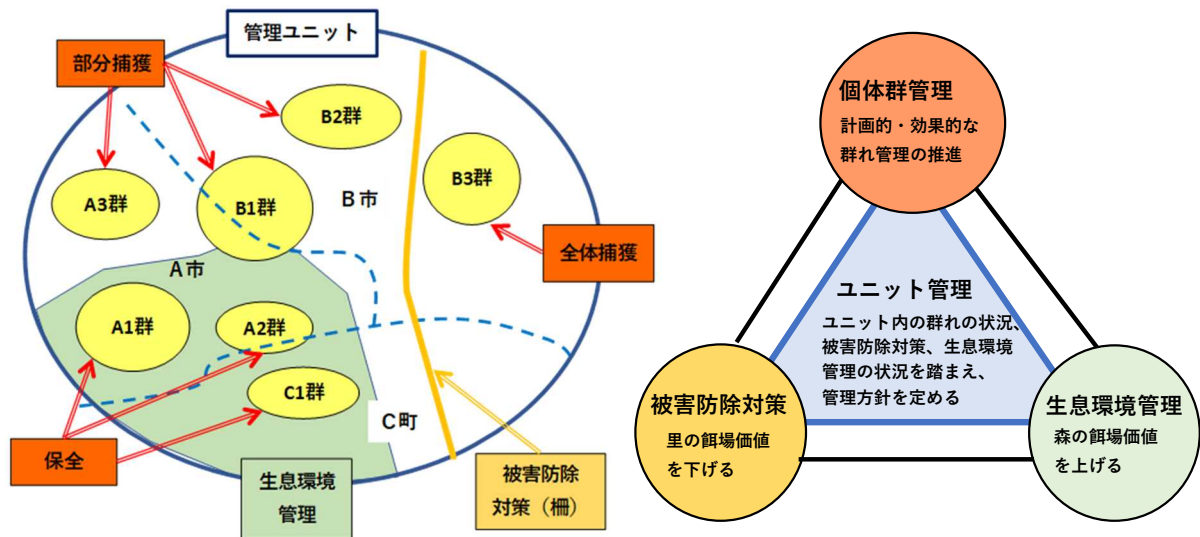 管理ユニット
部分捕獲
B2群
A3群
B1群
B市
B3群
全体捕獲
A市
A1群
A2群
C1群
C町
保全
生息環境
管理
被害防除
対策（柵）
個体群管理
計画的・効果的な
群れ管理の推進
ユニット管理
ユニット内の群れの状況、
被害防除対策、生息環境
管理の状況を踏まえ、
管理方針を定める
被害防除対策
里の餌場価値
を下げる
生息環境管理
森の餌場価値
を上げる